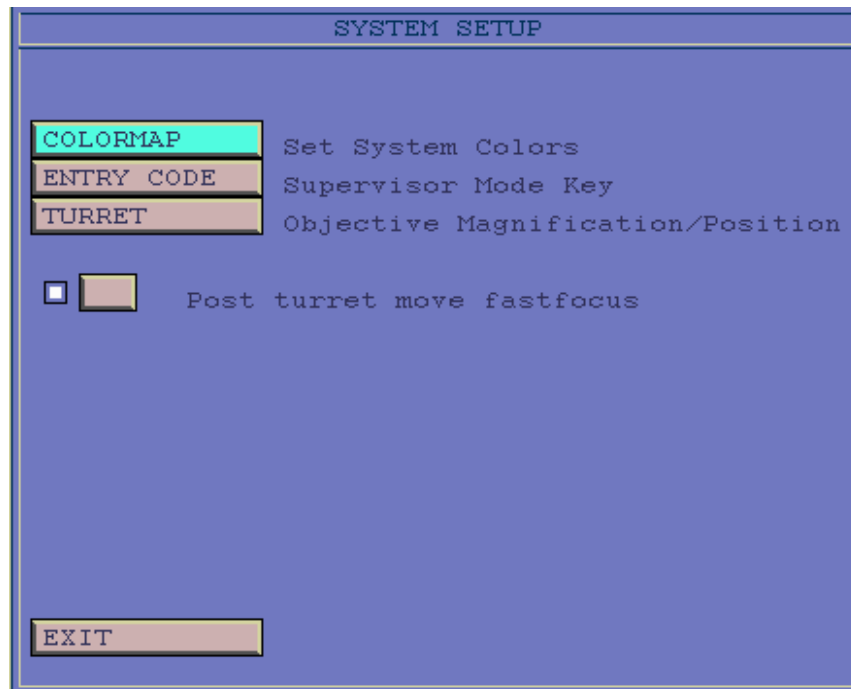 SYSTEM SETUP
COLORMAP Set System Colors
ENTRY CODE Supervisor Mode Key
TURRET Objective Magnification/Position
Post turret move fastfocus
EXIT